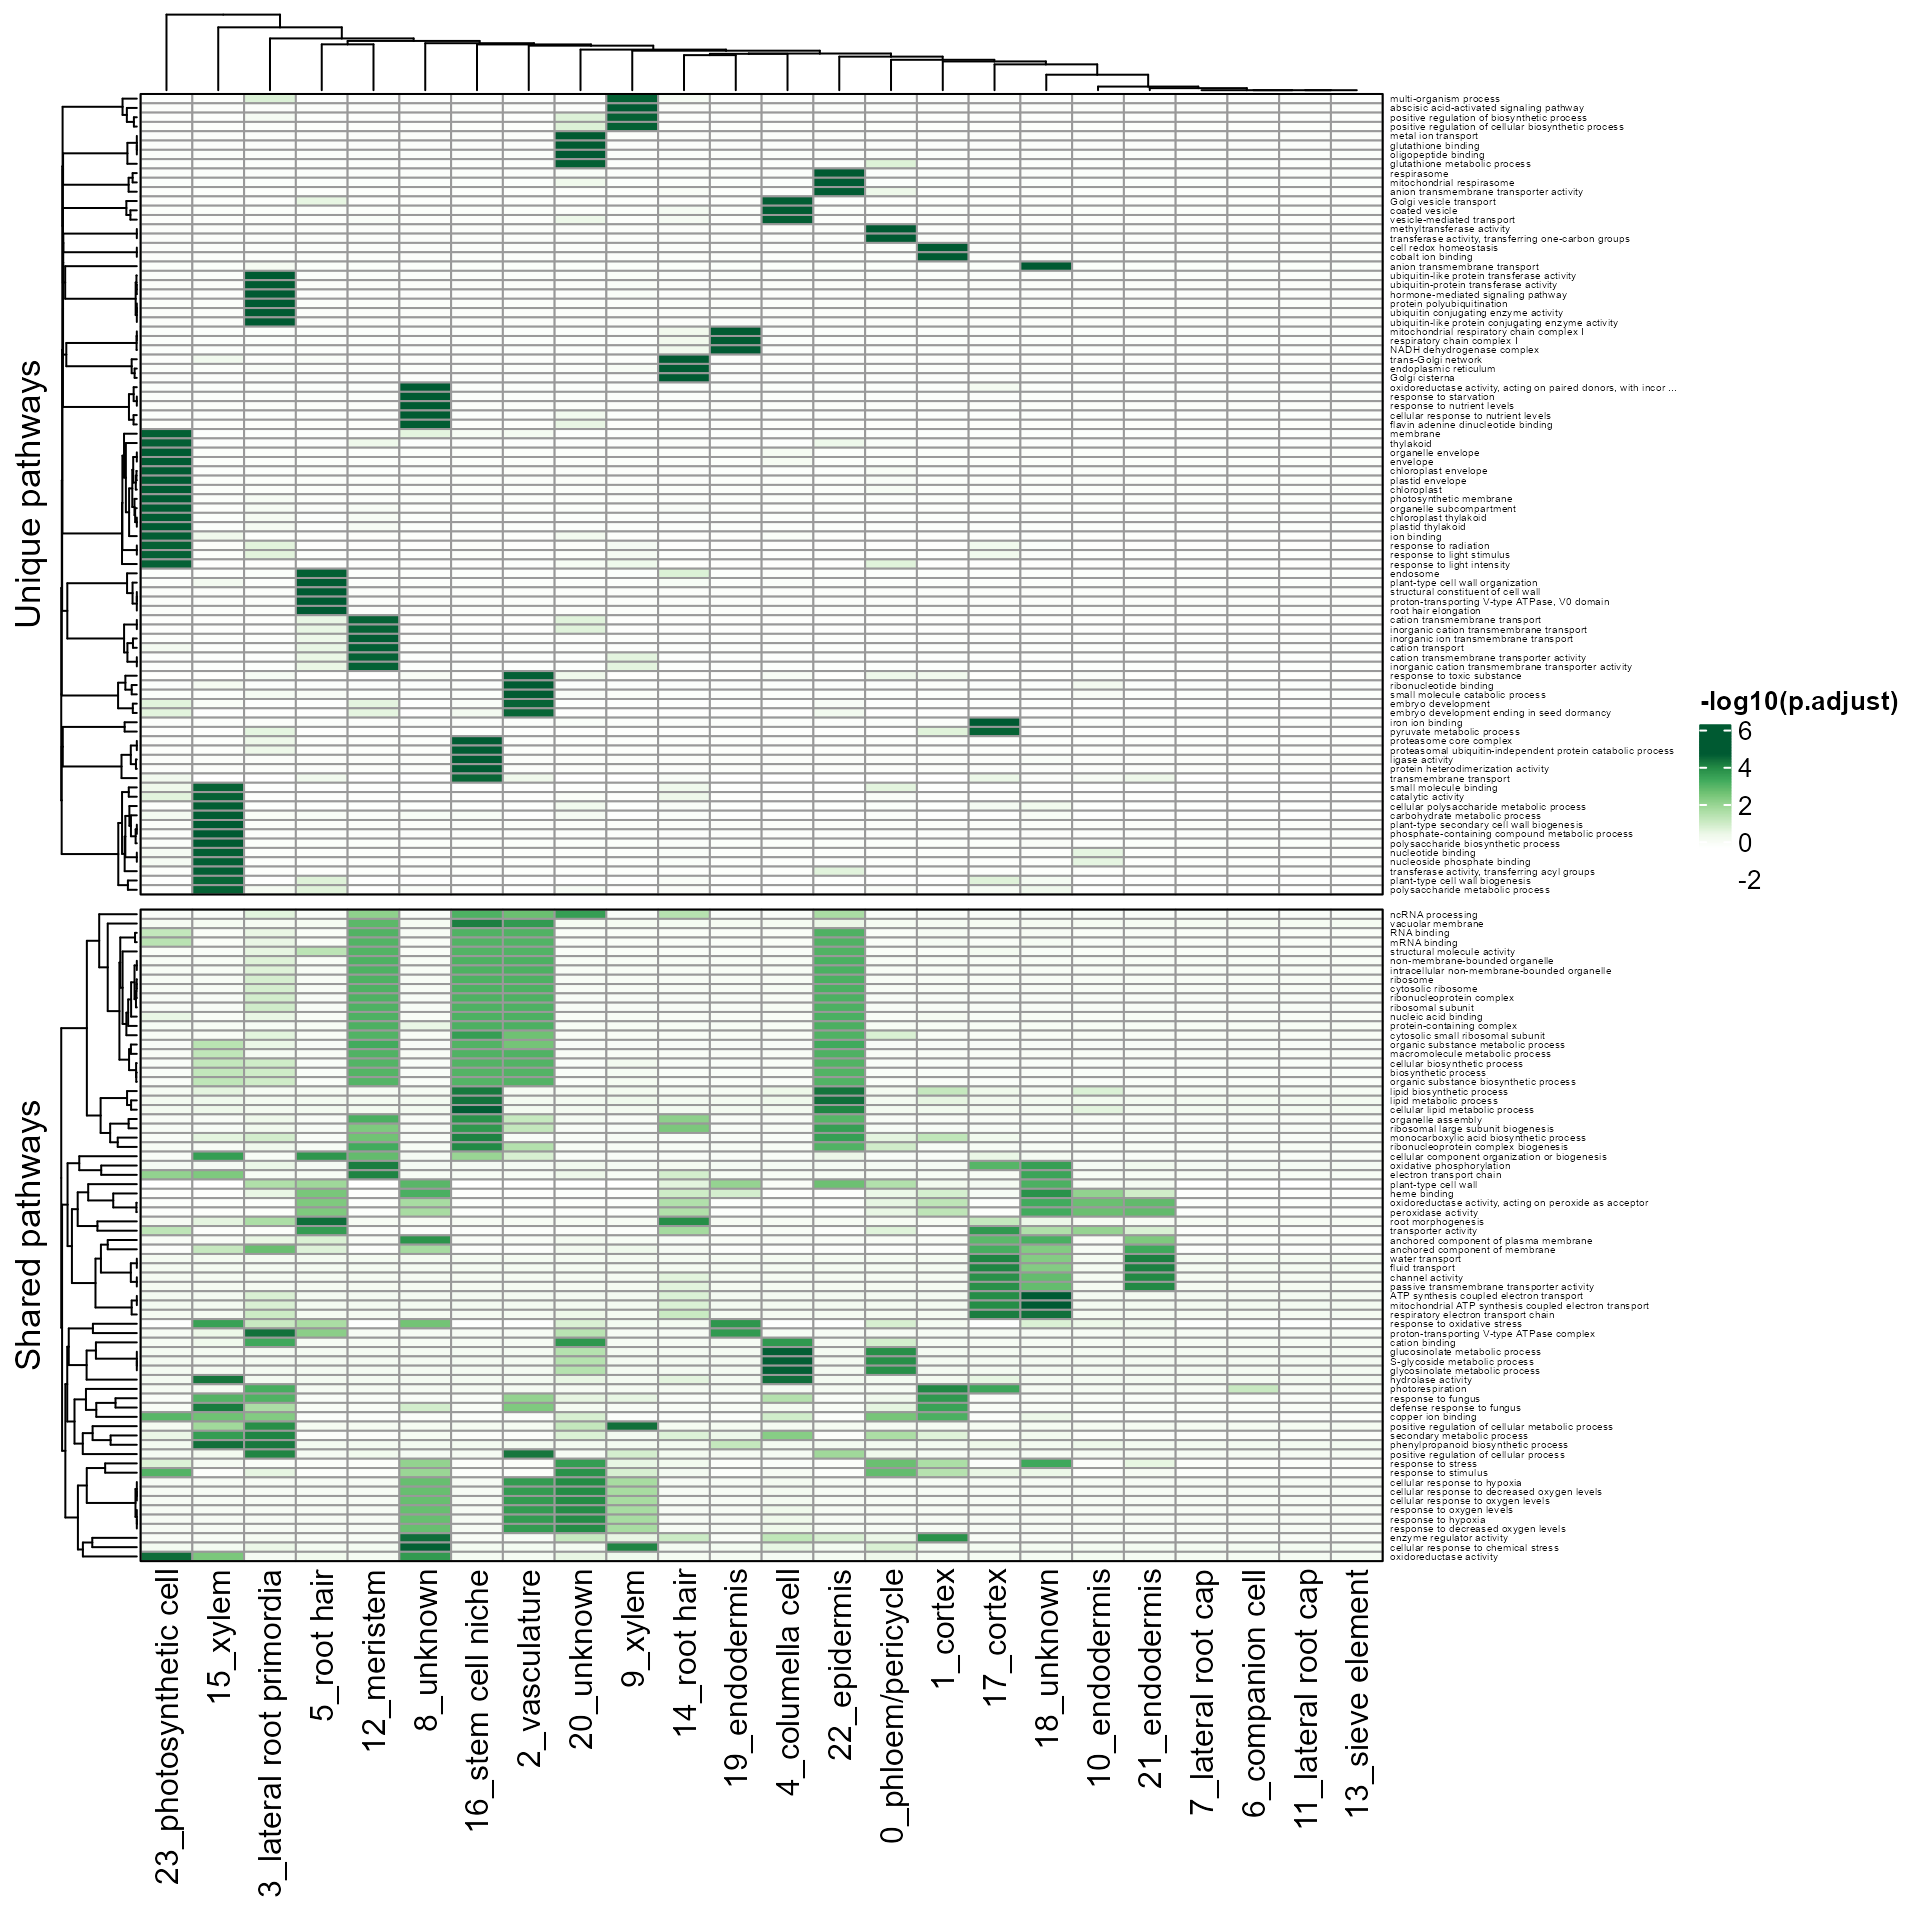 Unique pathways
multi-organism process
abscisic acid-activated signaling pathway
positive regulation of biosynthetic process
positive regulation of cellular biosynthetic process
metal ion transport
glutathione binding
oligopeptide binding
glutathione metabolic process
respirasome
mitochondrial respirasome
anion transmembrane transporter activity
Golgi vesicle transport
coated vesicle
vesicle-mediated transport
methyltransferase activity
transferase activity, transferring one-carbon groups
cell redox homeostasis
cobalt ion binding
anion transmembrane transport
ubiquitin-like protein transferase activity
ubiquitin-protein transferase activity
hormone-mediated signaling pathway
protein polyubiquitination
ubiquitin conjugating enzyme activity
ubiquitin-like protein conjugating enzyme activity
mitochondrial respiratory chain complex I
respiratory chain complex I
NADH dehydrogenase complex
trans-Golgi network
endoplasmic reticulum
Golgi cisterna
oxidoreductase activity, acting on paired donors, with incor ...
response to starvation
response to nutrient levels
cellular response to nutrient levels
flavin adenine dinucleotide binding
membrane
thylakoid
organelle envelope
envelope
chloroplast envelope
plastid envelope
chloroplast
photosynthetic membrane
organelle subcompartment
chloroplast thylakoid
plastid thylakoid
ion binding
response to radiation
response to light stimulus
response to light intensity
endosome
plant-type cell wall organization
structural constituent of cell wall
proton-transporting V-type ATPase, V0 domain
root hair elongation
cation transmembrane transport
inorganic cation transmembrane transport
inorganic ion transmembrane transport
cation transport
cation transmembrane transporter activity
inorganic cation transmembrane transporter activity
response to toxic substance
ribonucleotide binding
small molecule catabolic process
embryo development
embryo development ending in seed dormancy
iron ion binding
pyruvate metabolic process
proteasome core complex
proteasomal ubiquitin-independent protein catabolic process
ligase activity
protein heterodimerization activity
transmembrane transport
small molecule binding
catalytic activity
cellular polysaccharide metabolic process
carbohydrate metabolic process
plant-type secondary cell wall biogenesis
phosphate-containing compound metabolic process
polysaccharide biosynthetic process
nucleotide binding
nucleoside phosphate binding
transferase activity, transferring acyl groups
plant-type cell wall biogenesis
polysaccharide metabolic process
-log10(p.adjust)
6
4
2
0
-2
Shared pathways
ncRNA processing
vacuolar membrane
RNA binding
mRNA binding
structural molecule activity
non-membrane-bounded organelle
intracellular non-membrane-bounded organelle
ribosome
cytosolic ribosome
ribonucleoprotein complex
ribosomal subunit
nucleic acid binding
protein-containing complex
cytosolic small ribosomal subunit
organic substance metabolic process
macromolecule metabolic process
cellular biosynthetic process
biosynthetic process
organic substance biosynthetic process
lipid biosynthetic process
lipid metabolic process
cellular lipid metabolic process
organelle assembly
ribosomal large subunit biogenesis
monocarboxylic acid biosynthetic process
ribonucleoprotein complex biogenesis
cellular component organization or biogenesis
oxidative phosphorylation
electron transport chain
plant-type cell wall
heme binding
oxidoreductase activity, acting on peroxide as acceptor
peroxidase activity
root morphogenesis
transporter activity
anchored component of plasma membrane
anchored component of membrane
water transport
fluid transport
channel activity
passive transmembrane transporter activity
ATP synthesis coupled electron transport
mitochondrial ATP synthesis coupled electron transport
respiratory electron transport chain
response to oxidative stress
proton-transporting V-type ATPase complex
cation binding
glucosinolate metabolic process
S-glycoside metabolic process
glycosinolate metabolic process
hydrolase activity
photorespiration
response to fungus
defense response to fungus
copper ion binding
positive regulation of cellular metabolic process
secondary metabolic process
phenylpropanoid biosynthetic process
positive regulation of cellular process
response to stress
response to stimulus
cellular response to hypoxia
cellular response to decreased oxygen levels
cellular response to oxygen levels
response to oxygen levels
response to hypoxia
response to decreased oxygen levels
enzyme regulator activity
cellular response to chemical stress
oxidoreductase activity
23_photosynthetic cell
15_xylem
3_lateral root primordia
5_root hair
12_meristem
8_unknown
16_stem cell niche
2_vasculature
20_unknown
9_xylem
14_root hair
19_endodermis
4_columella cell
22_epidermis
0_phloem/pericycle
1_cortex
17_cortex
18_unknown
10_endodermis
21_endodermis
7_lateral root cap
6_companion cell
11_lateral root cap
13_sieve element